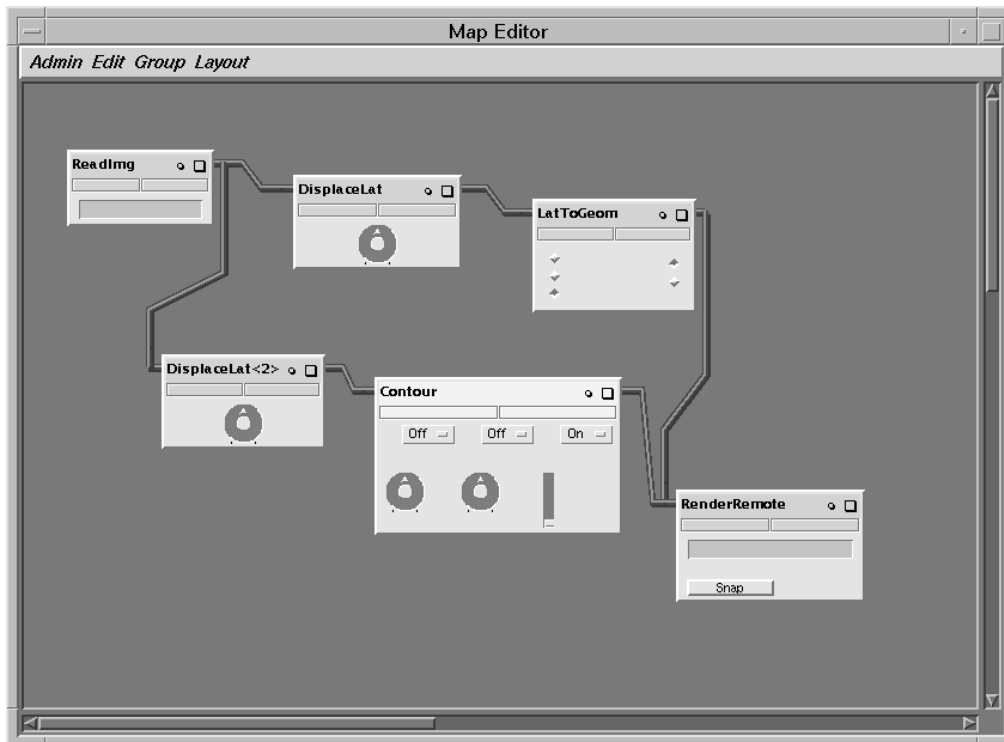 Map Editor
Admin Edit Group Layout
ReadImg
DisplaceLat
LatToGeom
DisplaceLat<2>
Contour
Off Off On
RenderRemote
Snap